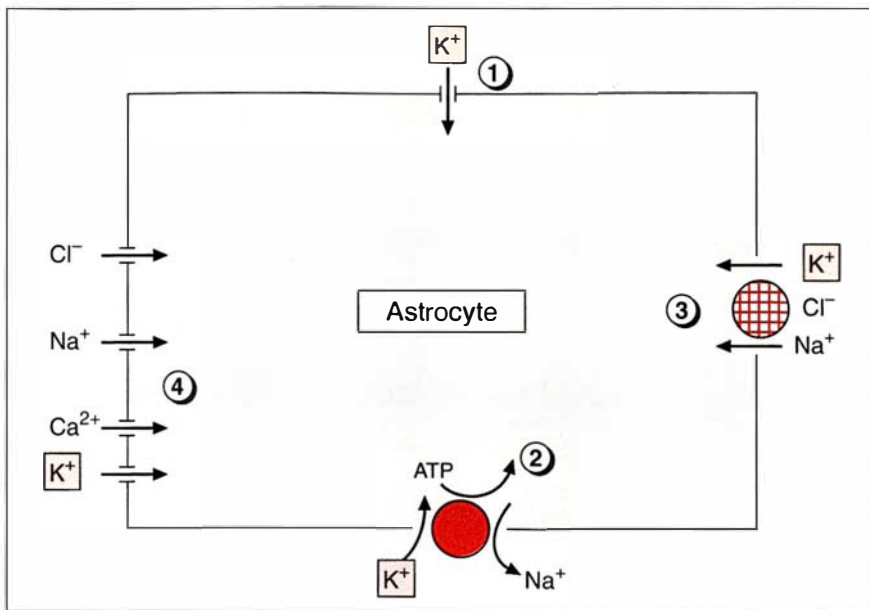 K⁺
①
Cl⁻
K⁺
Astrocyte
③
Cl⁻
Na⁺
Na⁺
④
Ca²⁺
K⁺
ATP
②
K⁺
Na⁺